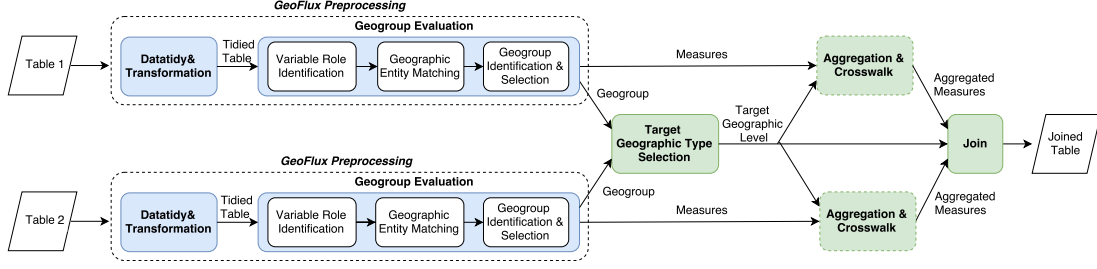 GeoFlux Preprocessing
Geogroup Evaluation
Table 1
Datatidy&
Transformation
Tidied
Table
Variable Role
Identification
Geographic
Entity Matching
Geogroup
Identification &
Selection
Measures
Geogroup
Aggregation &
Crosswalk
Aggregated
Measures
Target
Geographic Type
Selection
Target
Geographic
Level
Join
Joined
Table
GeoFlux Preprocessing
Geogroup Evaluation
Table 2
Datatidy&
Transformation
Tidied
Table
Variable Role
Identification
Geographic
Entity Matching
Geogroup
Identification &
Selection
Geogroup
Measures
Aggregation &
Crosswalk
Aggregated
Measures